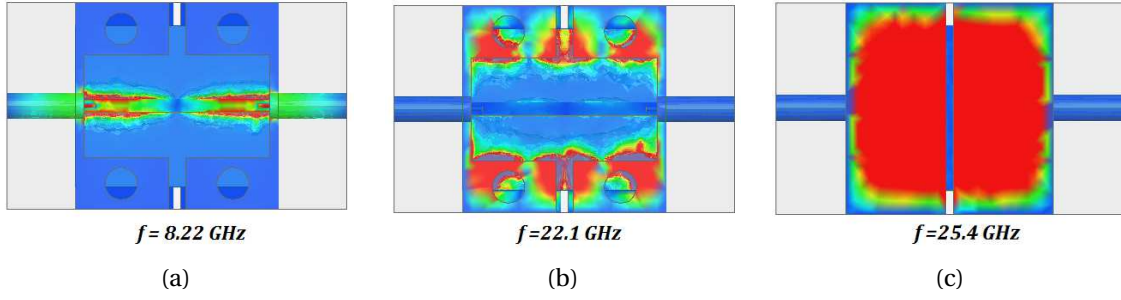 f = 8.22 GHz
f =22.1 GHz
f =25.4 GHz
(a)
(b)
(c)